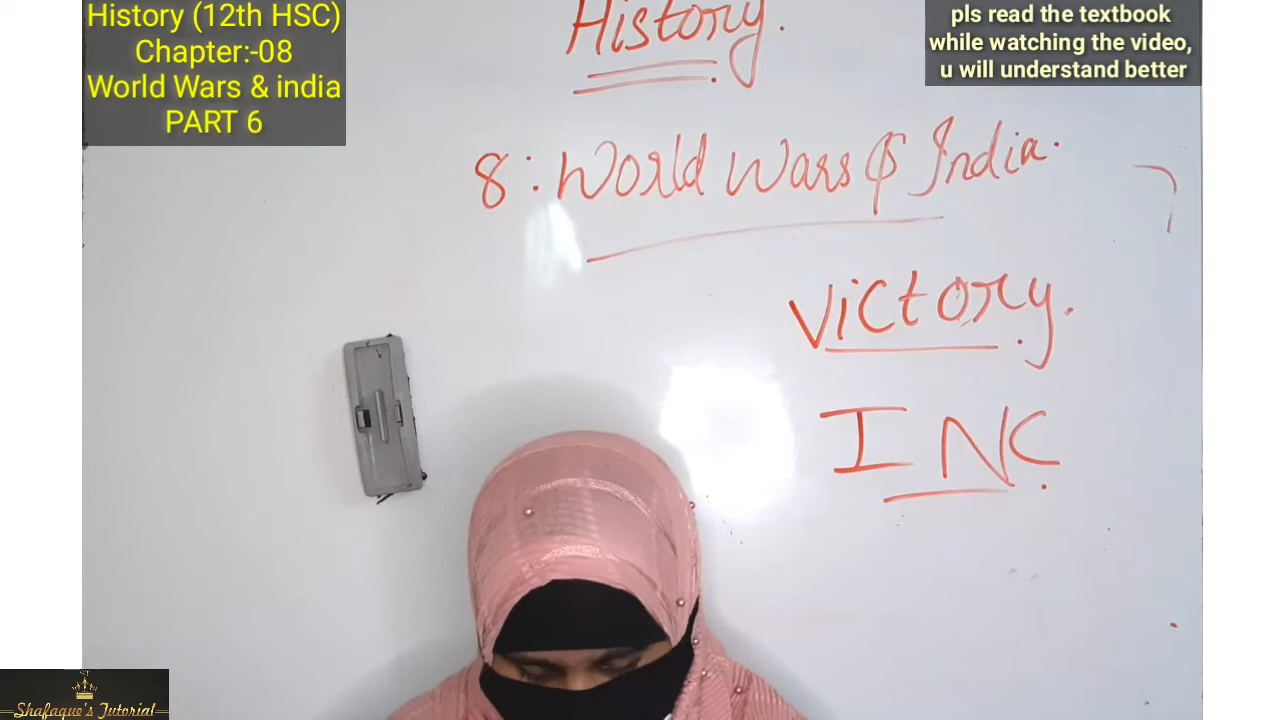 History (12th HSC)
Chapter:-08
World Wars & india
PART 6
pls read the textbook
while watching the video,
u will understand better
History.
8: World Wars & India.
Victory.
INC
ST
Shafaque's Tutorial